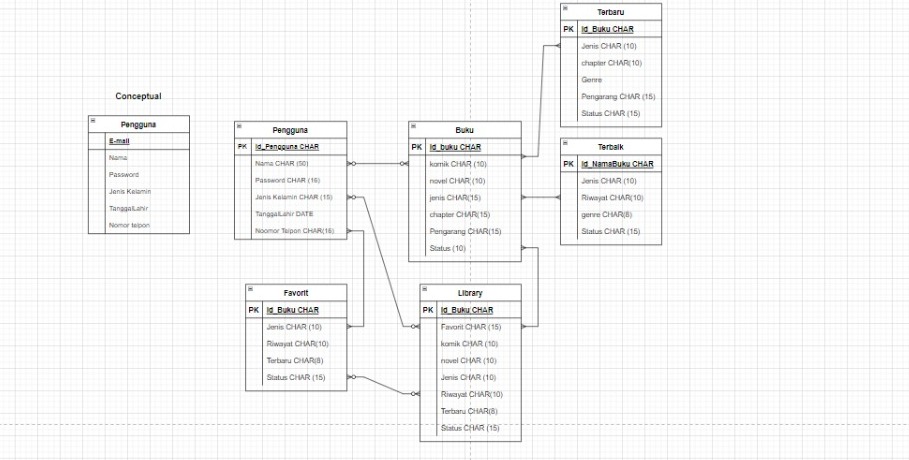 Conceptual
Pengguna
E-mail
Nama
Password
Jenis Kelamin
TanggalLahir
Nomor telpon
Pengguna
PK Id_Pengguna CHAR
Nama CHAR (50)
Password CHAR (16)
Jenis Kelamin CHAR (15)
TanggalLahir DATE
Noomor Telpon CHAR(16)
Buku
PK Id_buku CHAR
komik CHAR (10)
novel CHAR (10)
jenis CHAR(15)
chapter CHAR(15)
Pengarang CHAR(15)
Status (10)
Terbaru
PK Id_Buku CHAR
Jenis CHAR (10)
chapter CHAR(10)
Genre
Pengarang CHAR (15)
Status CHAR (15)
Terbaik
PK Id_NamaBuku CHAR
Jenis CHAR (10)
Riwayat CHAR(10)
genre CHAR(8)
Status CHAR (15)
Favorit
PK Id_Buku CHAR
Jenis CHAR (10)
Riwayat CHAR(10)
Terbaru CHAR(8)
Status CHAR (15)
Library
PK Id_Buku CHAR
Favorit CHAR (15)
komik CHAR (10)
novel CHAR (10)
Jenis CHAR (10)
Riwayat CHAR(10)
Terbaru CHAR(8)
Status CHAR (15)